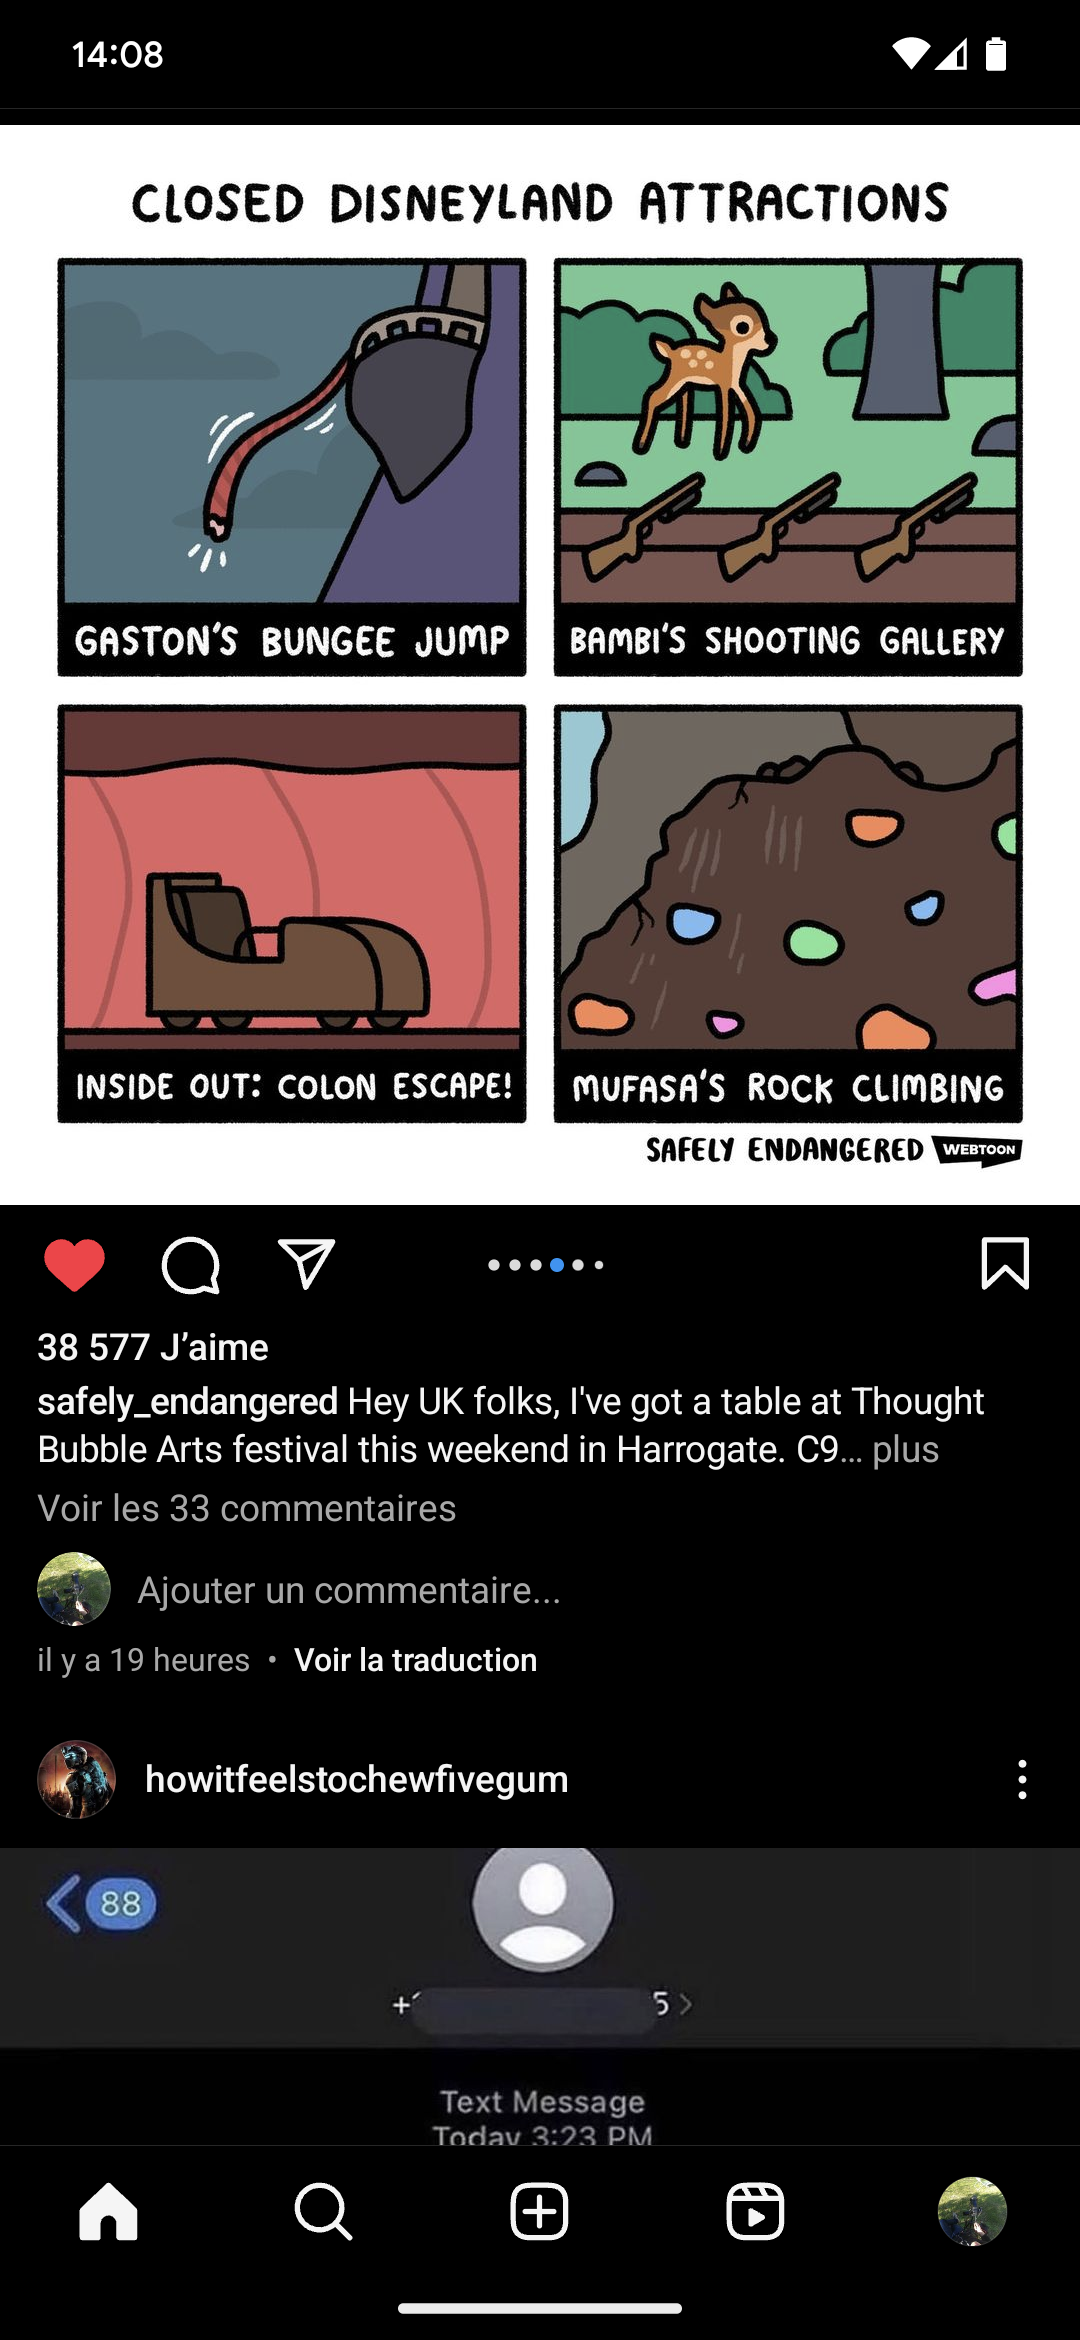 14:08
CLOSED DISNEYLAND ATTRACTIONS
GASTON'S BUNGEE JUMP
BAMBI'S SHOOTING GALLERY
INSIDE OUT: COLON ESCAPE!
MUFASA'S ROCK CLIMBING
SAFELY ENDANGERED WEBTOON
38 577 J’aime
safely_endangered Hey UK folks, I've got a table at Thought
Bubble Arts festival this weekend in Harrogate. C9... plus
Voir les 33 commentaires
Ajouter un commentaire...
il y a 19 heures • Voir la traduction
howitfeelstochewfivegum
88
5
Text Message
Today 3:23 PM